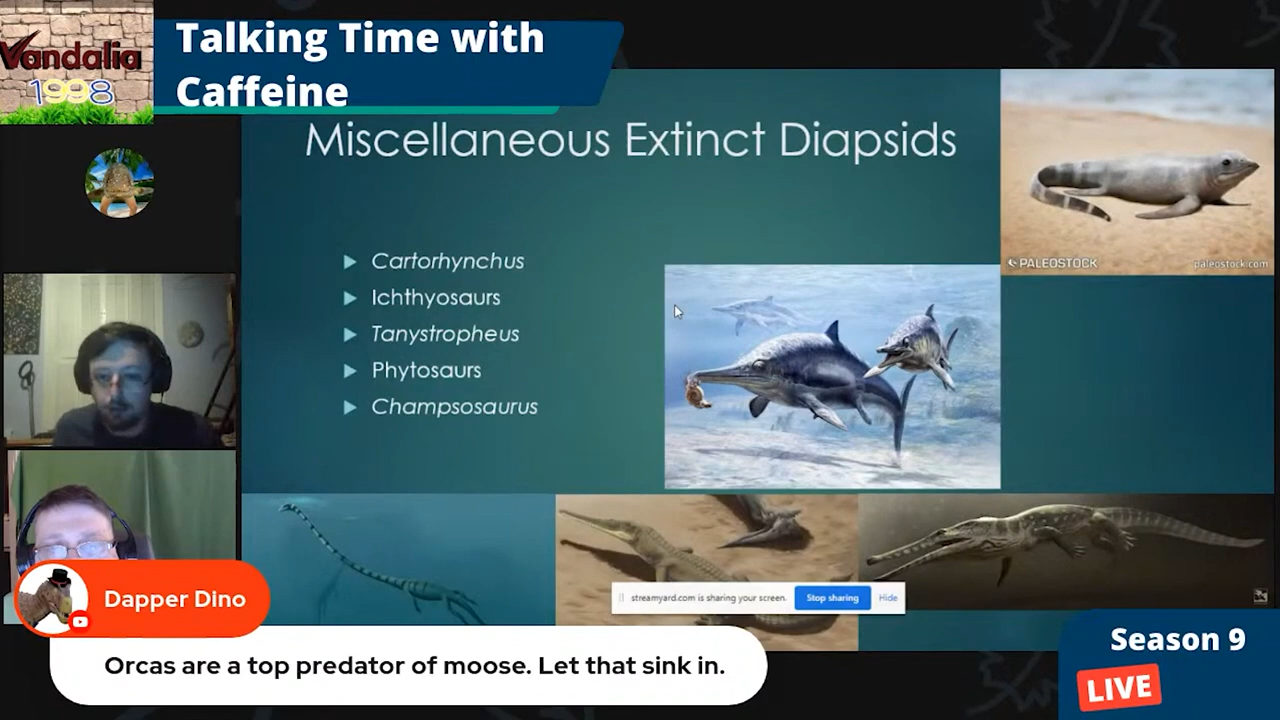 Vandalia
1998
Talking Time with
Caffeine
Miscellaneous Extinct Diapsids
Cartorhynchus
Ichthyosaurs
Tanystropheus
Phytosaurs
Champsosaurus
PALEOSTOCK
paleostock.com
streamyard.com is sharing your screen.
Stop sharing
Hide
Dapper Dino
Orcas are a top predator of moose. Let that sink in.
Season 9
LIVE